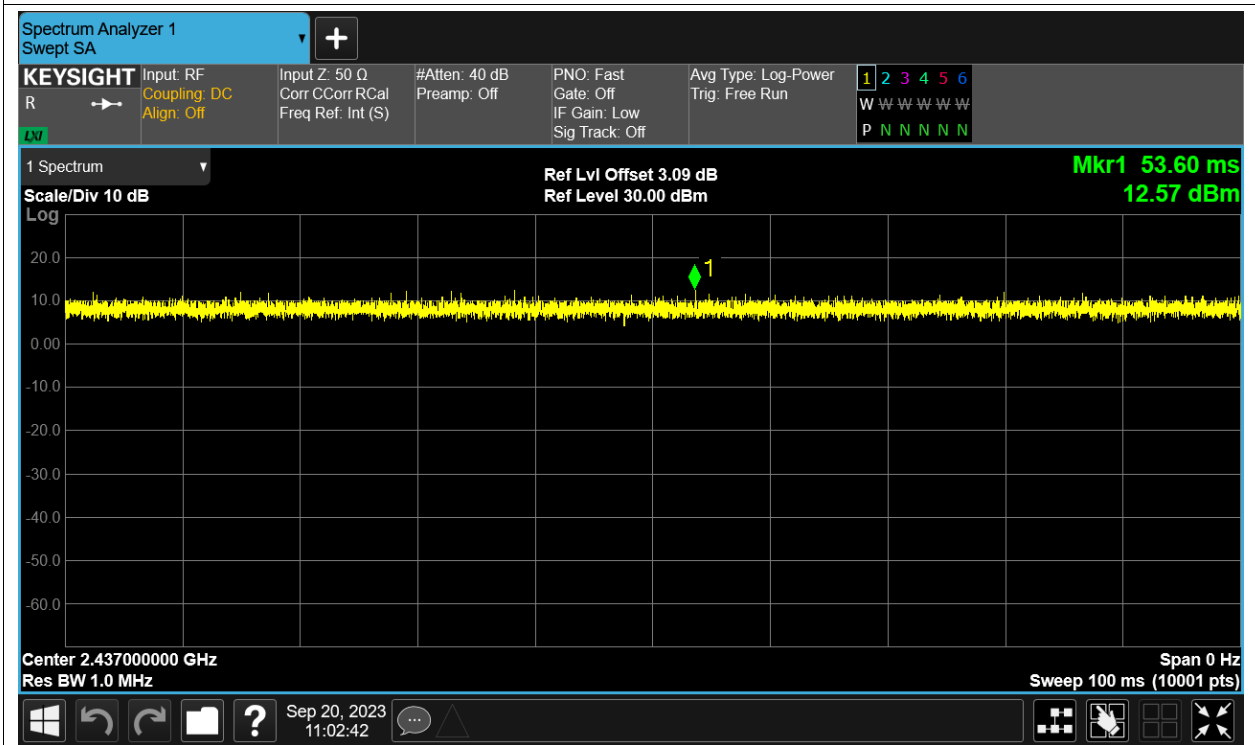 Spectrum Analyzer 1
Swept SA
+
KEYSIGHT
R
LXI
Input: RF
Coupling: DC
Align: Off
Input Z: 50 Ω
Corr CCorr RCal
Freq Ref: Int (S)
#Atten: 40 dB
Preamp: Off
PNO: Fast
Gate: Off
IF Gain: Low
Sig Track: Off
Avg Type: Log-Power
Trig: Free Run
1 2 3 4 5 6
W W W W W W
P N N N N N
1 Spectrum
Scale/Div 10 dB
Log
Ref Lvl Offset 3.09 dB
Ref Level 30.00 dBm
Mkr1 53.60 ms
12.57 dBm
20.0
1
10.0
0.00
-10.0
-20.0
-30.0
-40.0
-50.0
-60.0
Center 2.437000000 GHz
Res BW 1.0 MHz
Span 0 Hz
Sweep 100 ms (10001 pts)
?
Sep 20, 2023
11:02:42